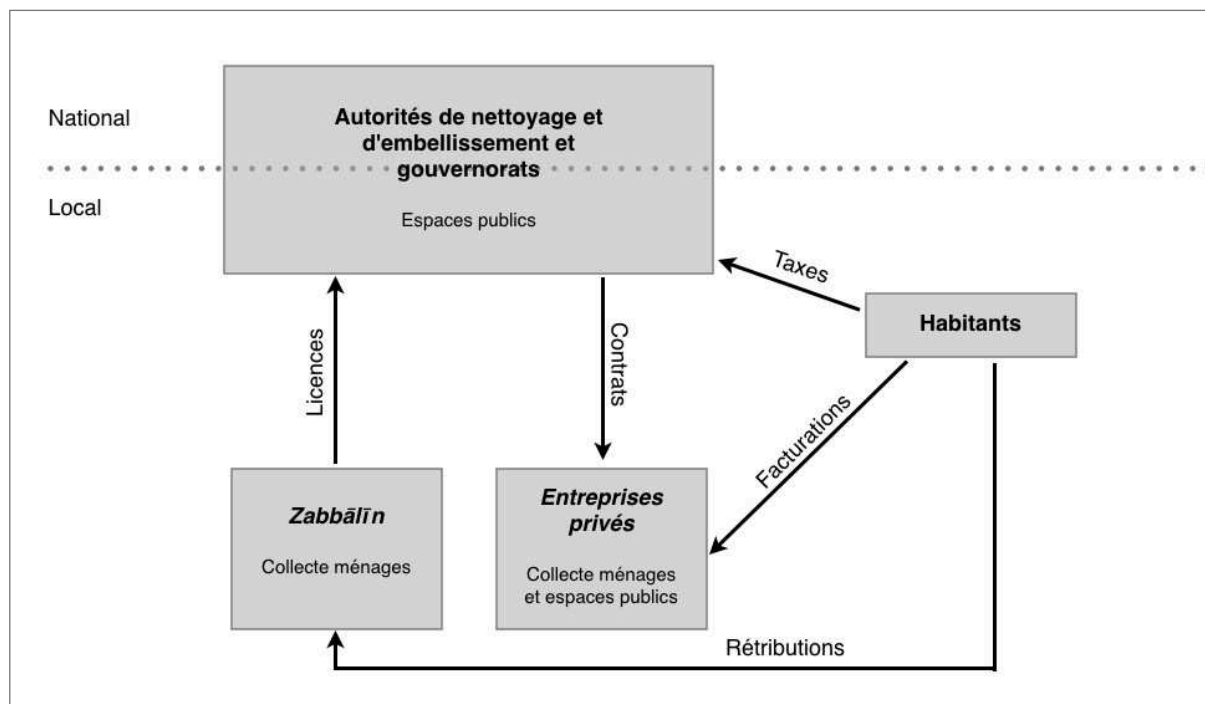 National
Autorités de nettoyage et
d'embellissement et
gouvernorats
Local
Espaces publics
Taxes
Habitants
Licences
Contrats
Facturations
Zabbālīn
Collecte ménages
Entreprises
privés
Collecte ménages
et espaces publics
Rétributions